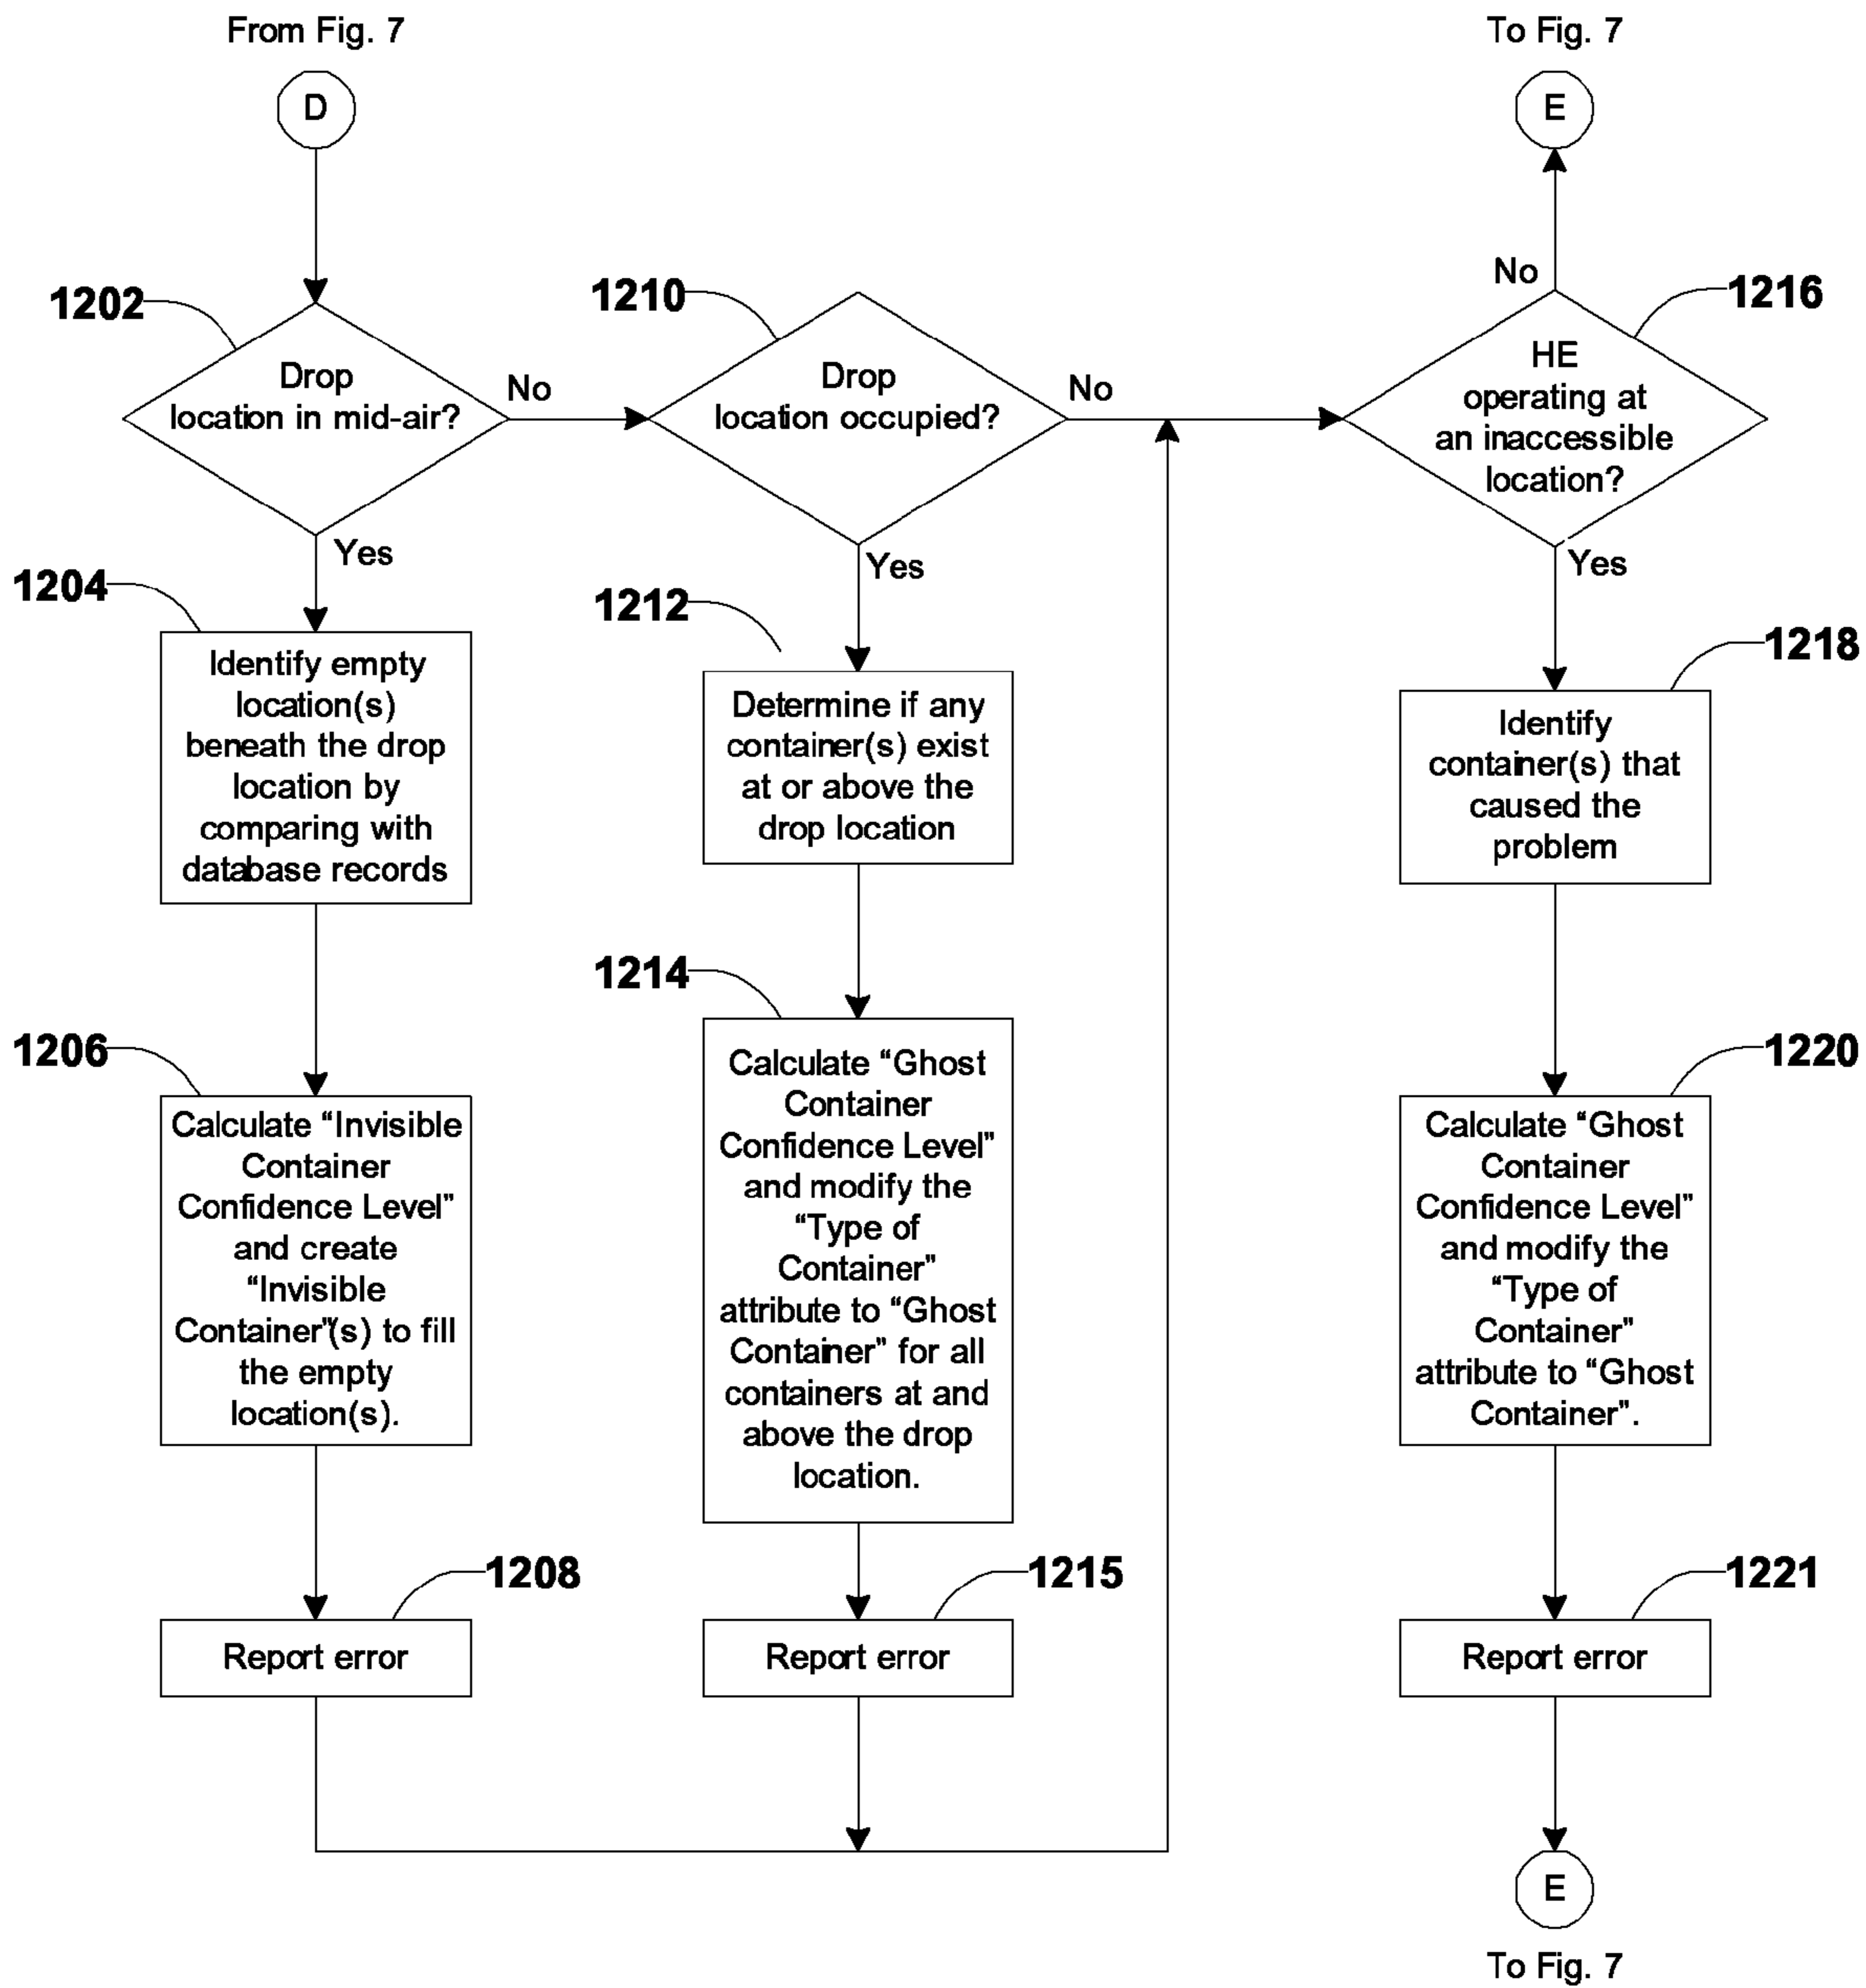 From Fig. 7
D
1202
Drop
location in mid-air?
No
Yes
1204
Identify empty
location(s)
beneath the drop
location by
comparing with
database records
1206
Calculate “Invisible
Container
Confidence Level”
and create
“Invisible
Container”(s) to fill
the empty
location(s).
1208
Report error
1210
Drop
location occupied?
No
Yes
1212
Determine if any
container(s) exist
at or above the
drop location
1214
Calculate “Ghost
Container
Confidence Level”
and modify the
“Type of
Container”
attribute to “Ghost
Container” for all
containers at and
above the drop
location.
1215
Report error
To Fig. 7
E
No
1216
HE
operating at
an inaccessible
location?
Yes
1218
Identify
container(s) that
caused the
problem
1220
Calculate “Ghost
Container
Confidence Level”
and modify the
“Type of
Container”
attribute to “Ghost
Container”.
1221
Report error
E
To Fig. 7